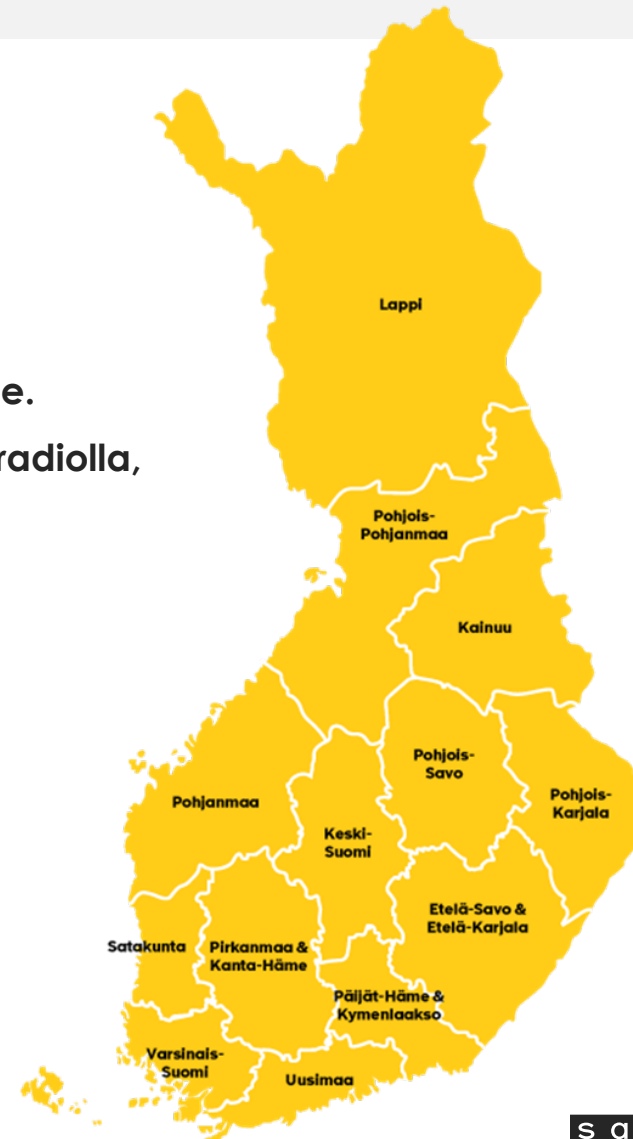 e.
radiolla,
Lappi
Pohjois-
Pohjanmaa
Kainuu
Pohjois-
Savo
Pohjois-
Karjala
Pohjanmaa
Keski-
Suomi
Etelä-Savo &
Etelä-Karjala
Satakunta
Pirkanmaa &
Kanta-Häme
Päijät-Häme &
Kymenlaakso
Varsinais-
Suomi
Uusimaa
s a